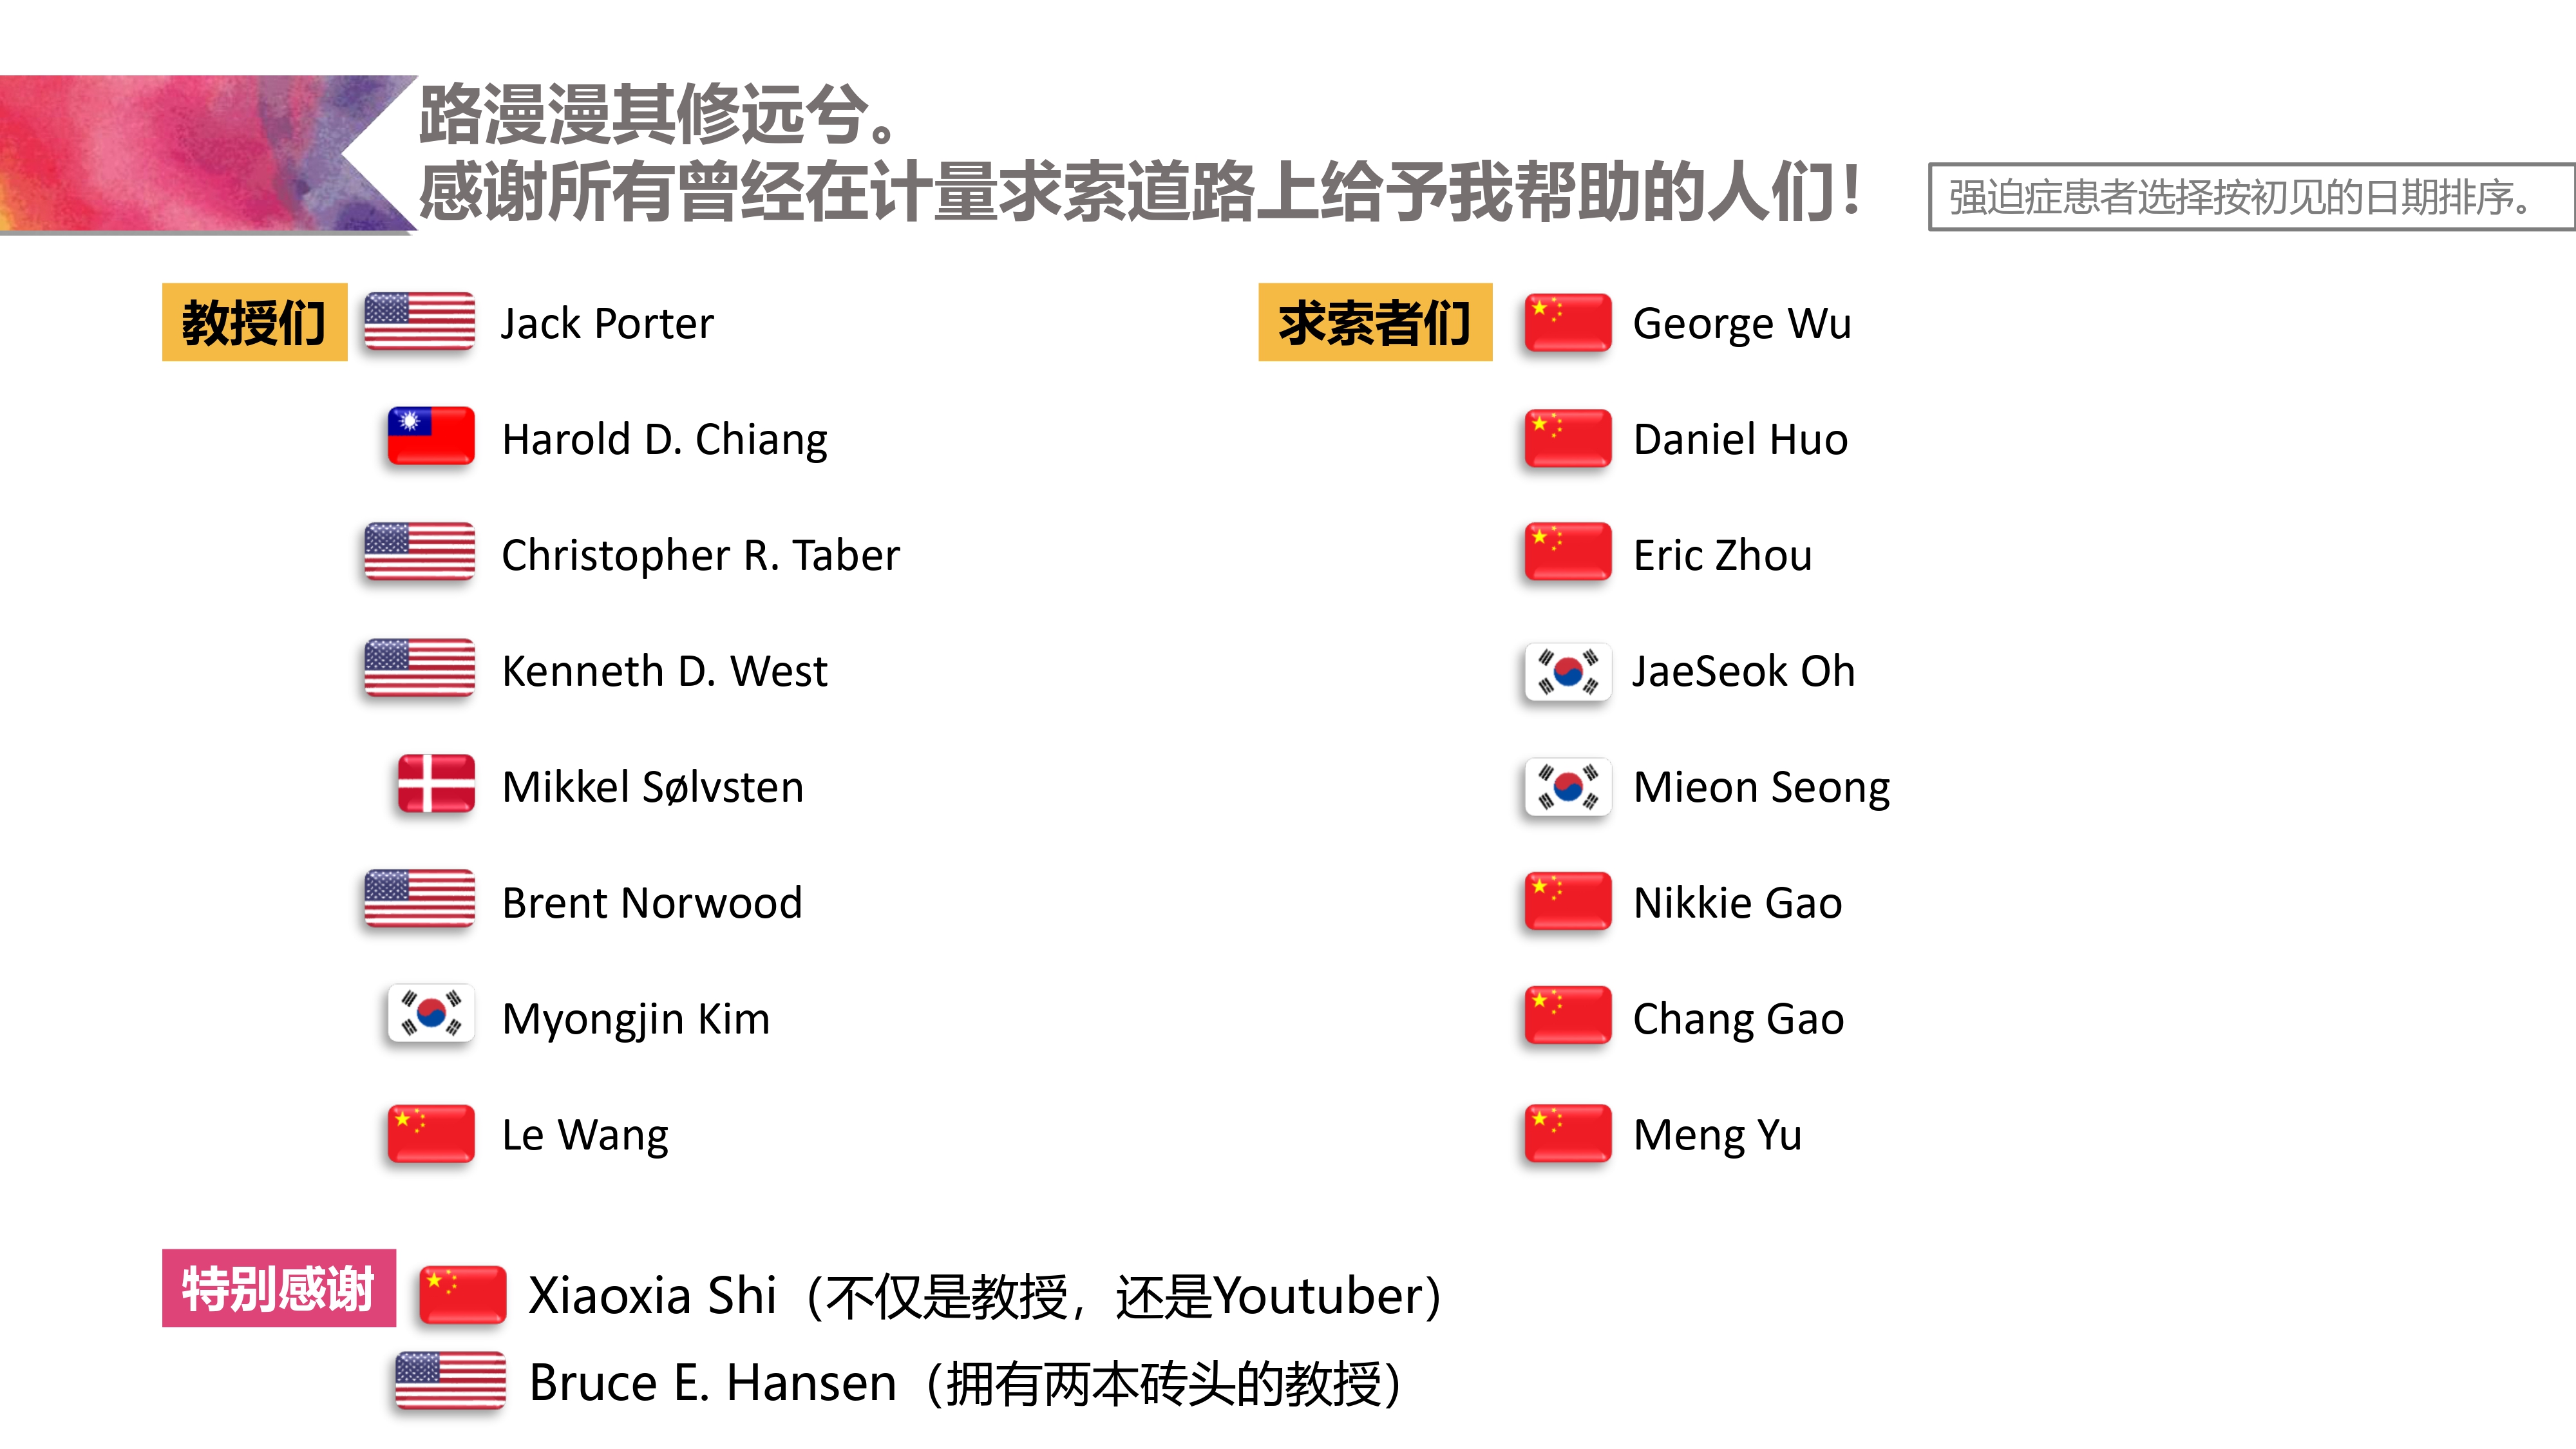 路漫漫其修远兮。
感谢所有曾经在计量求索道路上给予我帮助的人们！
强迫症患者选择按初见的日期排序。
教授们
Jack Porter
Harold D. Chiang
Christopher R. Taber
Kenneth D. West
Mikkel Sølvsten
Brent Norwood
Myongjin Kim
Le Wang
求索者们
George Wu
Daniel Huo
Eric Zhou
JaeSeok Oh
Mieon Seong
Nikkie Gao
Chang Gao
Meng Yu
特别感谢
Xiaoxia Shi（不仅是教授，还是Youtuber）
Bruce E. Hansen（拥有两本砖头的教授）